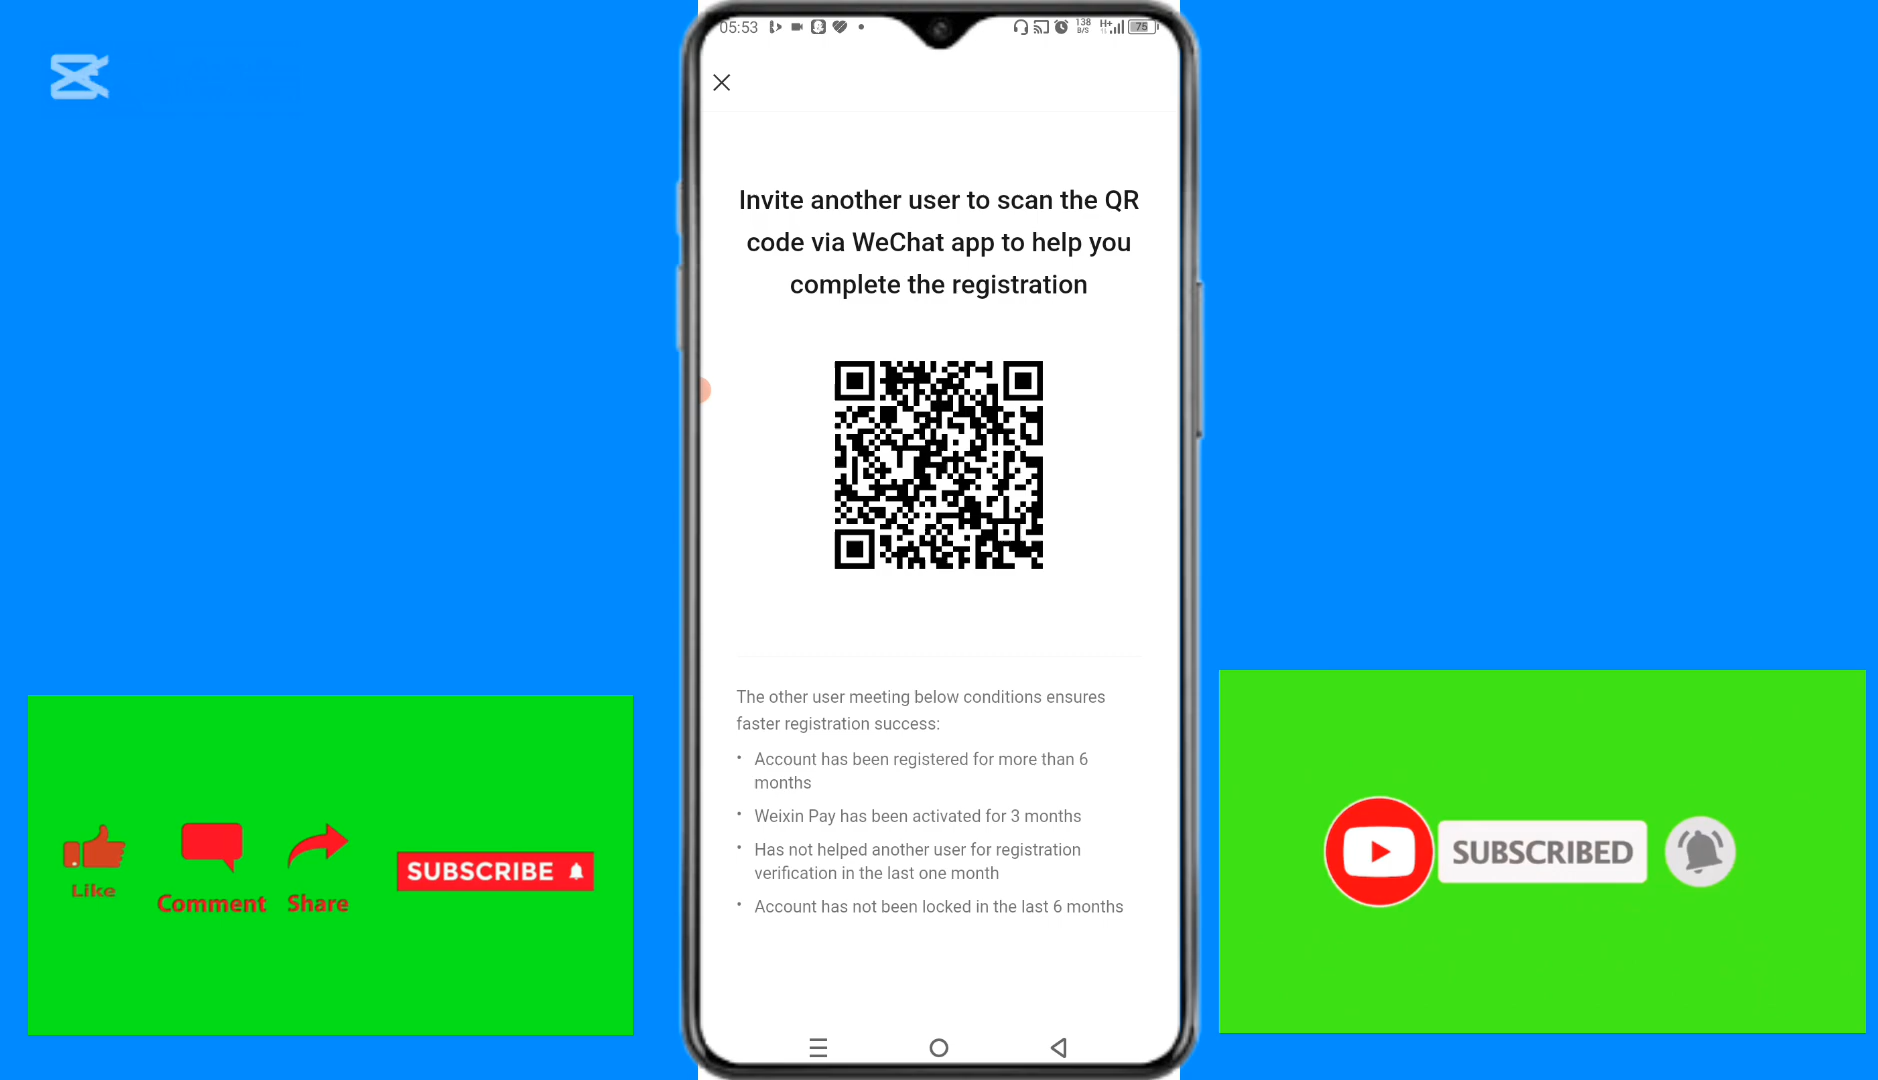 05:53
138
B/S
H+
75
Invite another user to scan the QR
code via WeChat app to help you
complete the registration
The other user meeting below conditions ensures
faster registration success:
• Account has been registered for more than 6
months
• Weixin Pay has been activated for 3 months
• Has not helped another user for registration
verification in the last one month
• Account has not been locked in the last 6 months
Like
Comment
Share
SUBSCRIBE
SUBSCRIBED